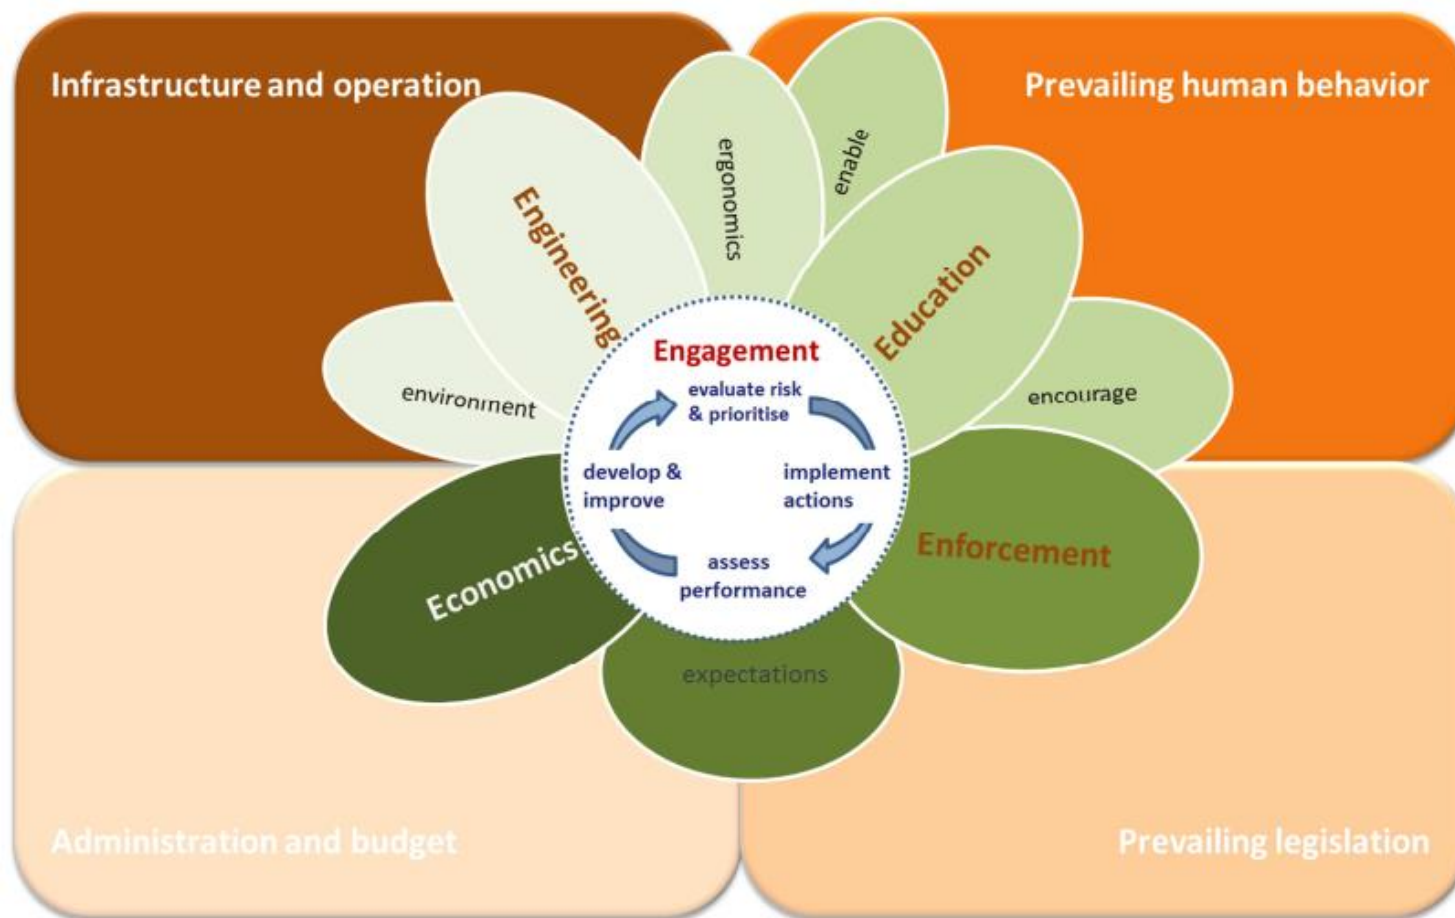 Infrastructure and operation
Prevailing human behavior
ergonomics
enable
Engineering
Education
environment
encourage
Engagement
evaluate risk
& prioritise
develop &
improve
implement
actions
assess
performance
Economics
Enforcement
expectations
Administration and budget
Prevailing legislation